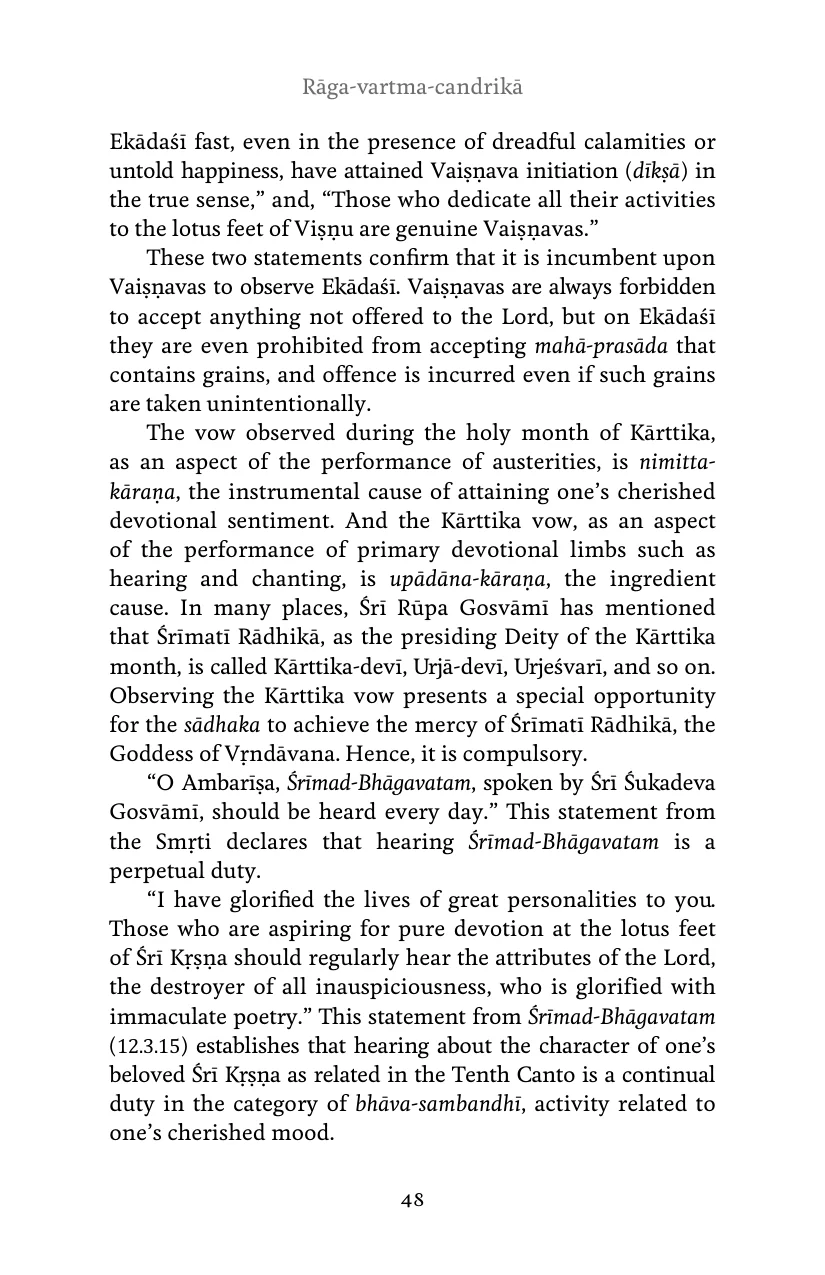 Rāga-vartma-candrikā
Ekādaśī fast, even in the presence of dreadful calamities or
untold happiness, have attained Vaiṣṇava initiation (dīkṣā) in
the true sense,” and, “Those who dedicate all their activities
to the lotus feet of Viṣṇu are genuine Vaiṣṇavas.”
These two statements confirm that it is incumbent upon
Vaiṣṇavas to observe Ekādaśī. Vaiṣṇavas are always forbidden
to accept anything not offered to the Lord, but on Ekādaśī
they are even prohibited from accepting mahā-prasāda that
contains grains, and offence is incurred even if such grains
are taken unintentionally.
The vow observed during the holy month of Kārttika,
as an aspect of the performance of austerities, is nimitta-
kāraṇa, the instrumental cause of attaining one’s cherished
devotional sentiment. And the Kārttika vow, as an aspect
of the performance of primary devotional limbs such as
hearing and chanting, is upādāna-kāraṇa, the ingredient
cause. In many places, Śrī Rūpa Gosvāmī has mentioned
that Śrīmatī Rādhikā, as the presiding Deity of the Kārttika
month, is called Kārttika-devī, Urjā-devī, Urjeśvarī, and so on.
Observing the Kārttika vow presents a special opportunity
for the sādhaka to achieve the mercy of Śrīmatī Rādhikā, the
Goddess of Vṛndāvana. Hence, it is compulsory.
“O Ambarīṣa, Śrīmad-Bhāgavatam, spoken by Śrī Śukadeva
Gosvāmī, should be heard every day.” This statement from
the Smṛti declares that hearing Śrīmad-Bhāgavatam is a
perpetual duty.
“I have glorified the lives of great personalities to you.
Those who are aspiring for pure devotion at the lotus feet
of Śrī Kṛṣṇa should regularly hear the attributes of the Lord,
the destroyer of all inauspiciousness, who is glorified with
immaculate poetry.” This statement from Śrīmad-Bhāgavatam
(12.3.15) establishes that hearing about the character of one’s
beloved Śrī Kṛṣṇa as related in the Tenth Canto is a continual
duty in the category of bhāva-sambandhī, activity related to
one’s cherished mood.
48